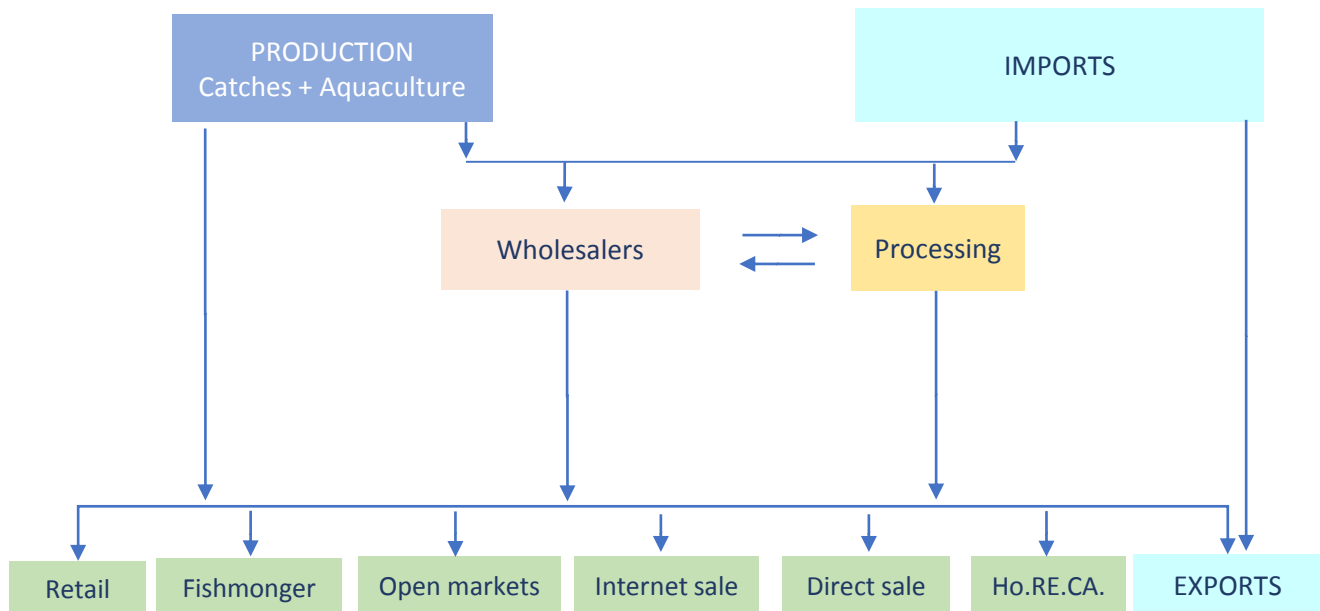 PRODUCTION
Catches + Aquaculture
IMPORTS
Wholesalers
Processing
Retail
Fishmonger
Open markets
Internet sale
Direct sale
Ho.RE.CA.
EXPORTS